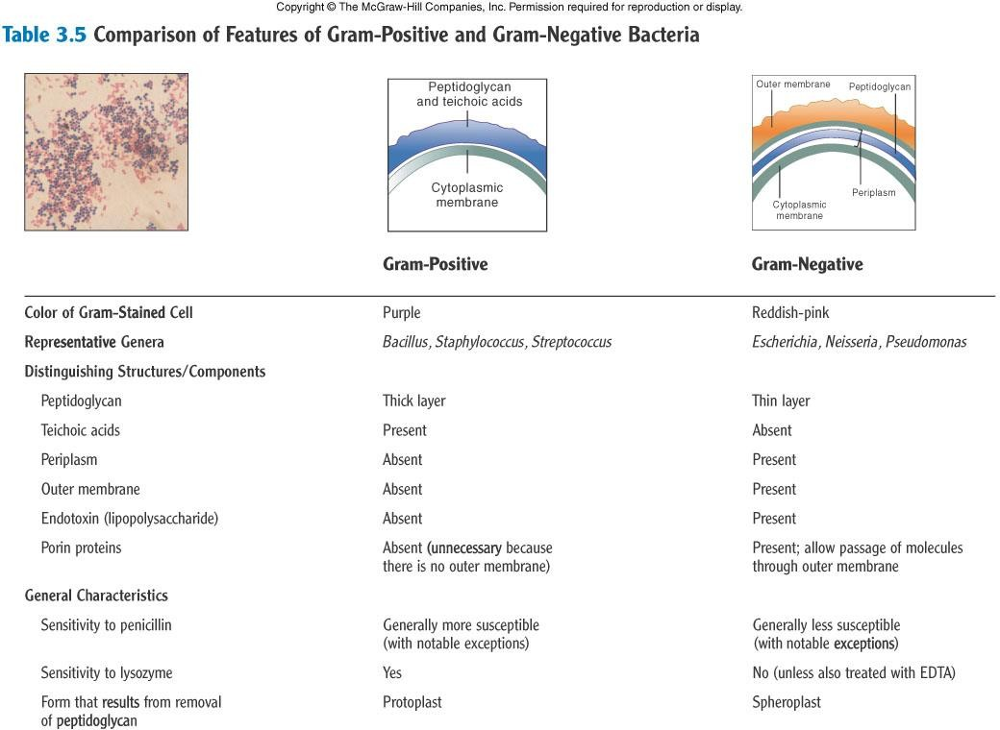 Copyright © The McGraw-Hill Companies, Inc. Permission required for reproduction or display.
Table 3.5 Comparison of Features of Gram-Positive and Gram-Negative Bacteria
Peptidoglycan
and teichoic acids
Cytoplasmic
membrane
Outer membrane
Peptidoglycan
Periplasm
Cytoplasmic
membrane
Gram-Positive Gram-Negative
Color of Gram-Stained Cell Purple Reddish-pink
Representative Genera Bacillus, Staphylococcus, Streptococcus Escherichia, Neisseria, Pseudomonas
Distinguishing Structures/Components
Peptidoglycan Thick layer Thin layer
Teichoic acids Present Absent
Periplasm Absent Present
Outer membrane Absent Present
Endotoxin (lipopolysaccharide) Absent Present
Porin proteins Absent (unnecessary because Present; allow passage of molecules
there is no outer membrane) through outer membrane
General Characteristics
Sensitivity to penicillin Generally more susceptible Generally less susceptible
(with notable exceptions) (with notable exceptions)
Sensitivity to lysozyme Yes No (unless also treated with EDTA)
Form that results from removal Protoplast Spheroplast
of peptidoglycan